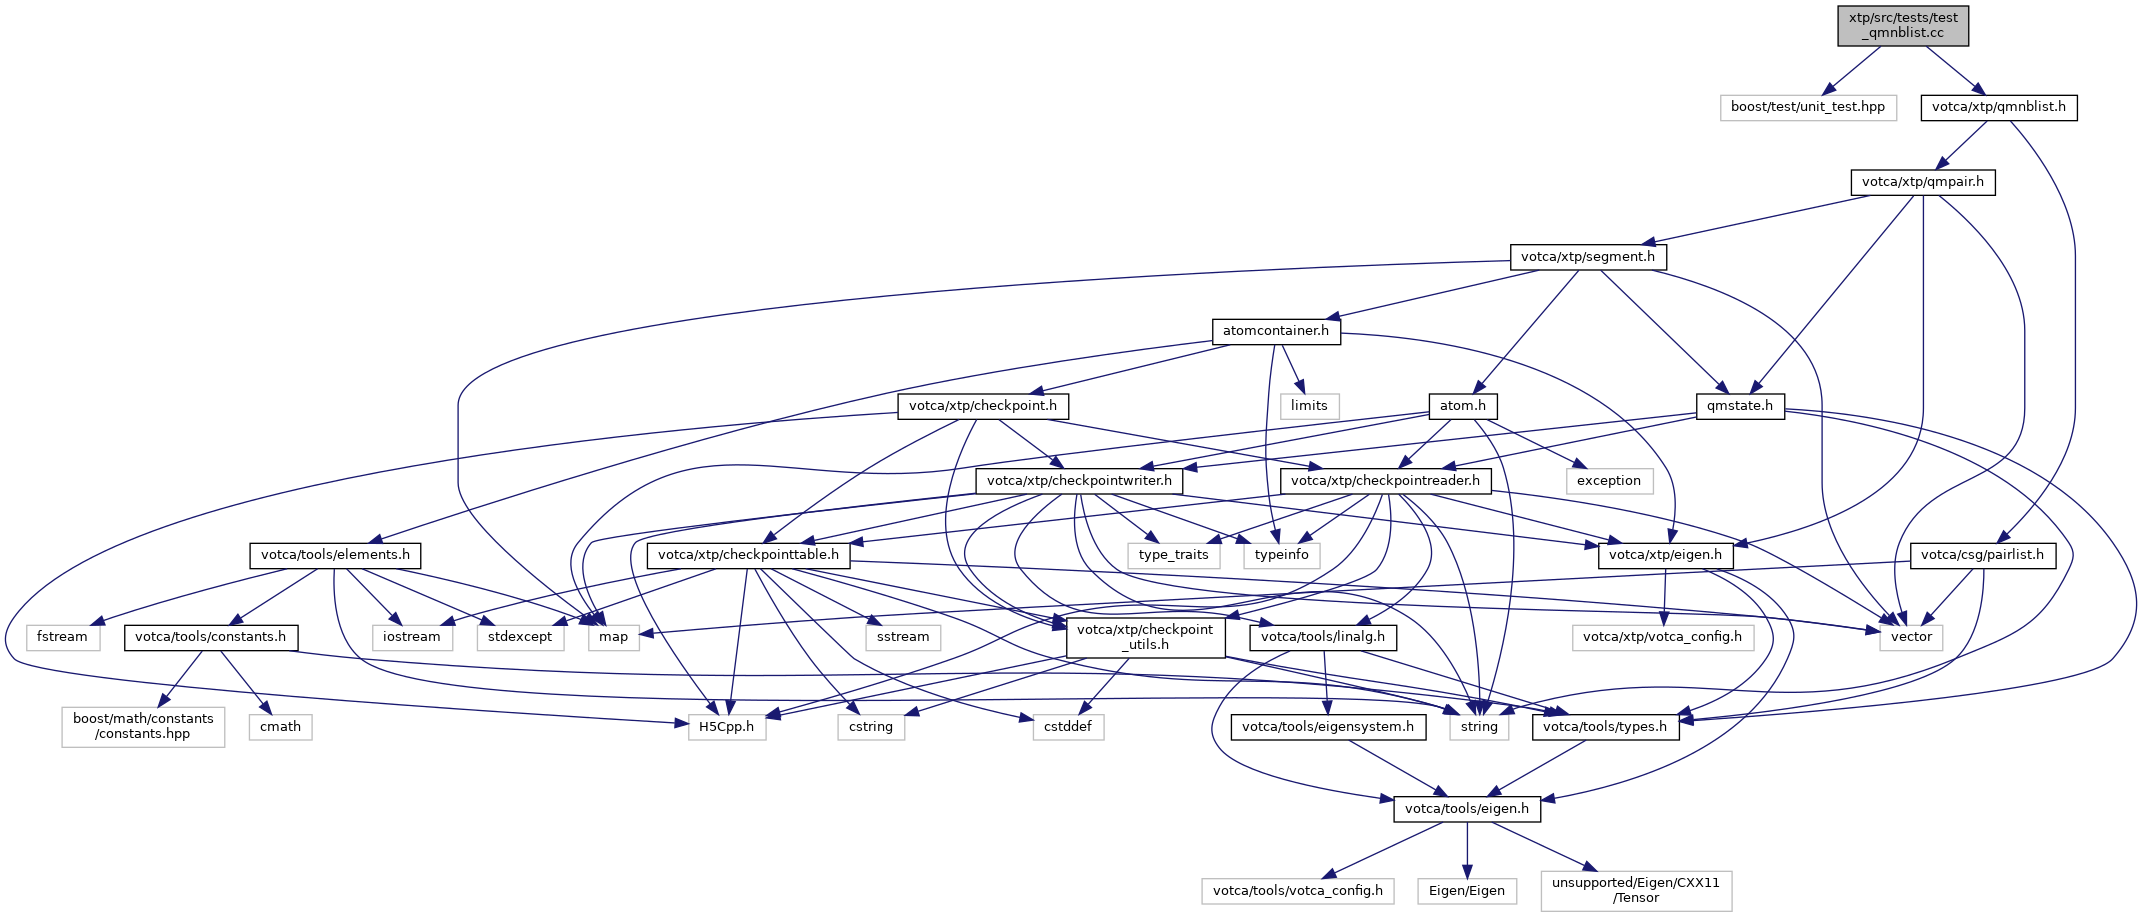 xtp/src/tests/test
_qmnblist.cc
boost/test/unit_test.hpp
votca/xtp/qmnblist.h
votca/xtp/qmpair.h
votca/xtp/segment.h
atomcontainer.h
votca/xtp/checkpoint.h
limits
atom.h
qmstate.h
votca/xtp/checkpointwriter.h
votca/xtp/checkpointreader.h
exception
votca/tools/elements.h
votca/xtp/checkpointtable.h
type_traits
typeinfo
votca/xtp/eigen.h
votca/csg/pairlist.h
fstream
votca/tools/constants.h
iostream
stdexcept
map
sstream
votca/xtp/checkpoint
_utils.h
votca/tools/linalg.h
votca/xtp/votca_config.h
vector
boost/math/constants
/constants.hpp
cmath
H5Cpp.h
cstring
cstddef
votca/tools/eigensystem.h
string
votca/tools/types.h
votca/tools/eigen.h
votca/tools/votca_config.h
Eigen/Eigen
unsupported/Eigen/CXX11
/Tensor